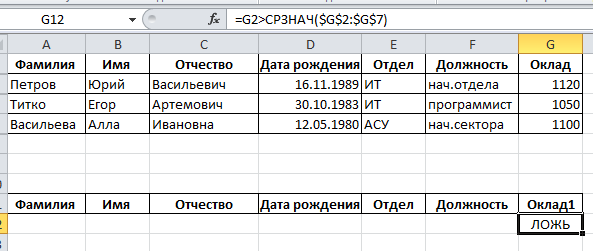 G12 fx =G2>СРЗНАЧ($G$2:$G$7)
A B C D E F G
Фамилия Имя Отчество Дата рождения Отдел Должность Оклад
Петров Юрий Васильевич 16.11.1989 ИТ нач.отдела 1120
Титко Егор Артемович 30.10.1983 ИТ программист 1050
Васильева Алла Ивановна 12.05.1980 АСУ нач.сектора 1100
Фамилия Имя Отчество Дата рождения Отдел Должность Оклад1
ЛОЖЬ